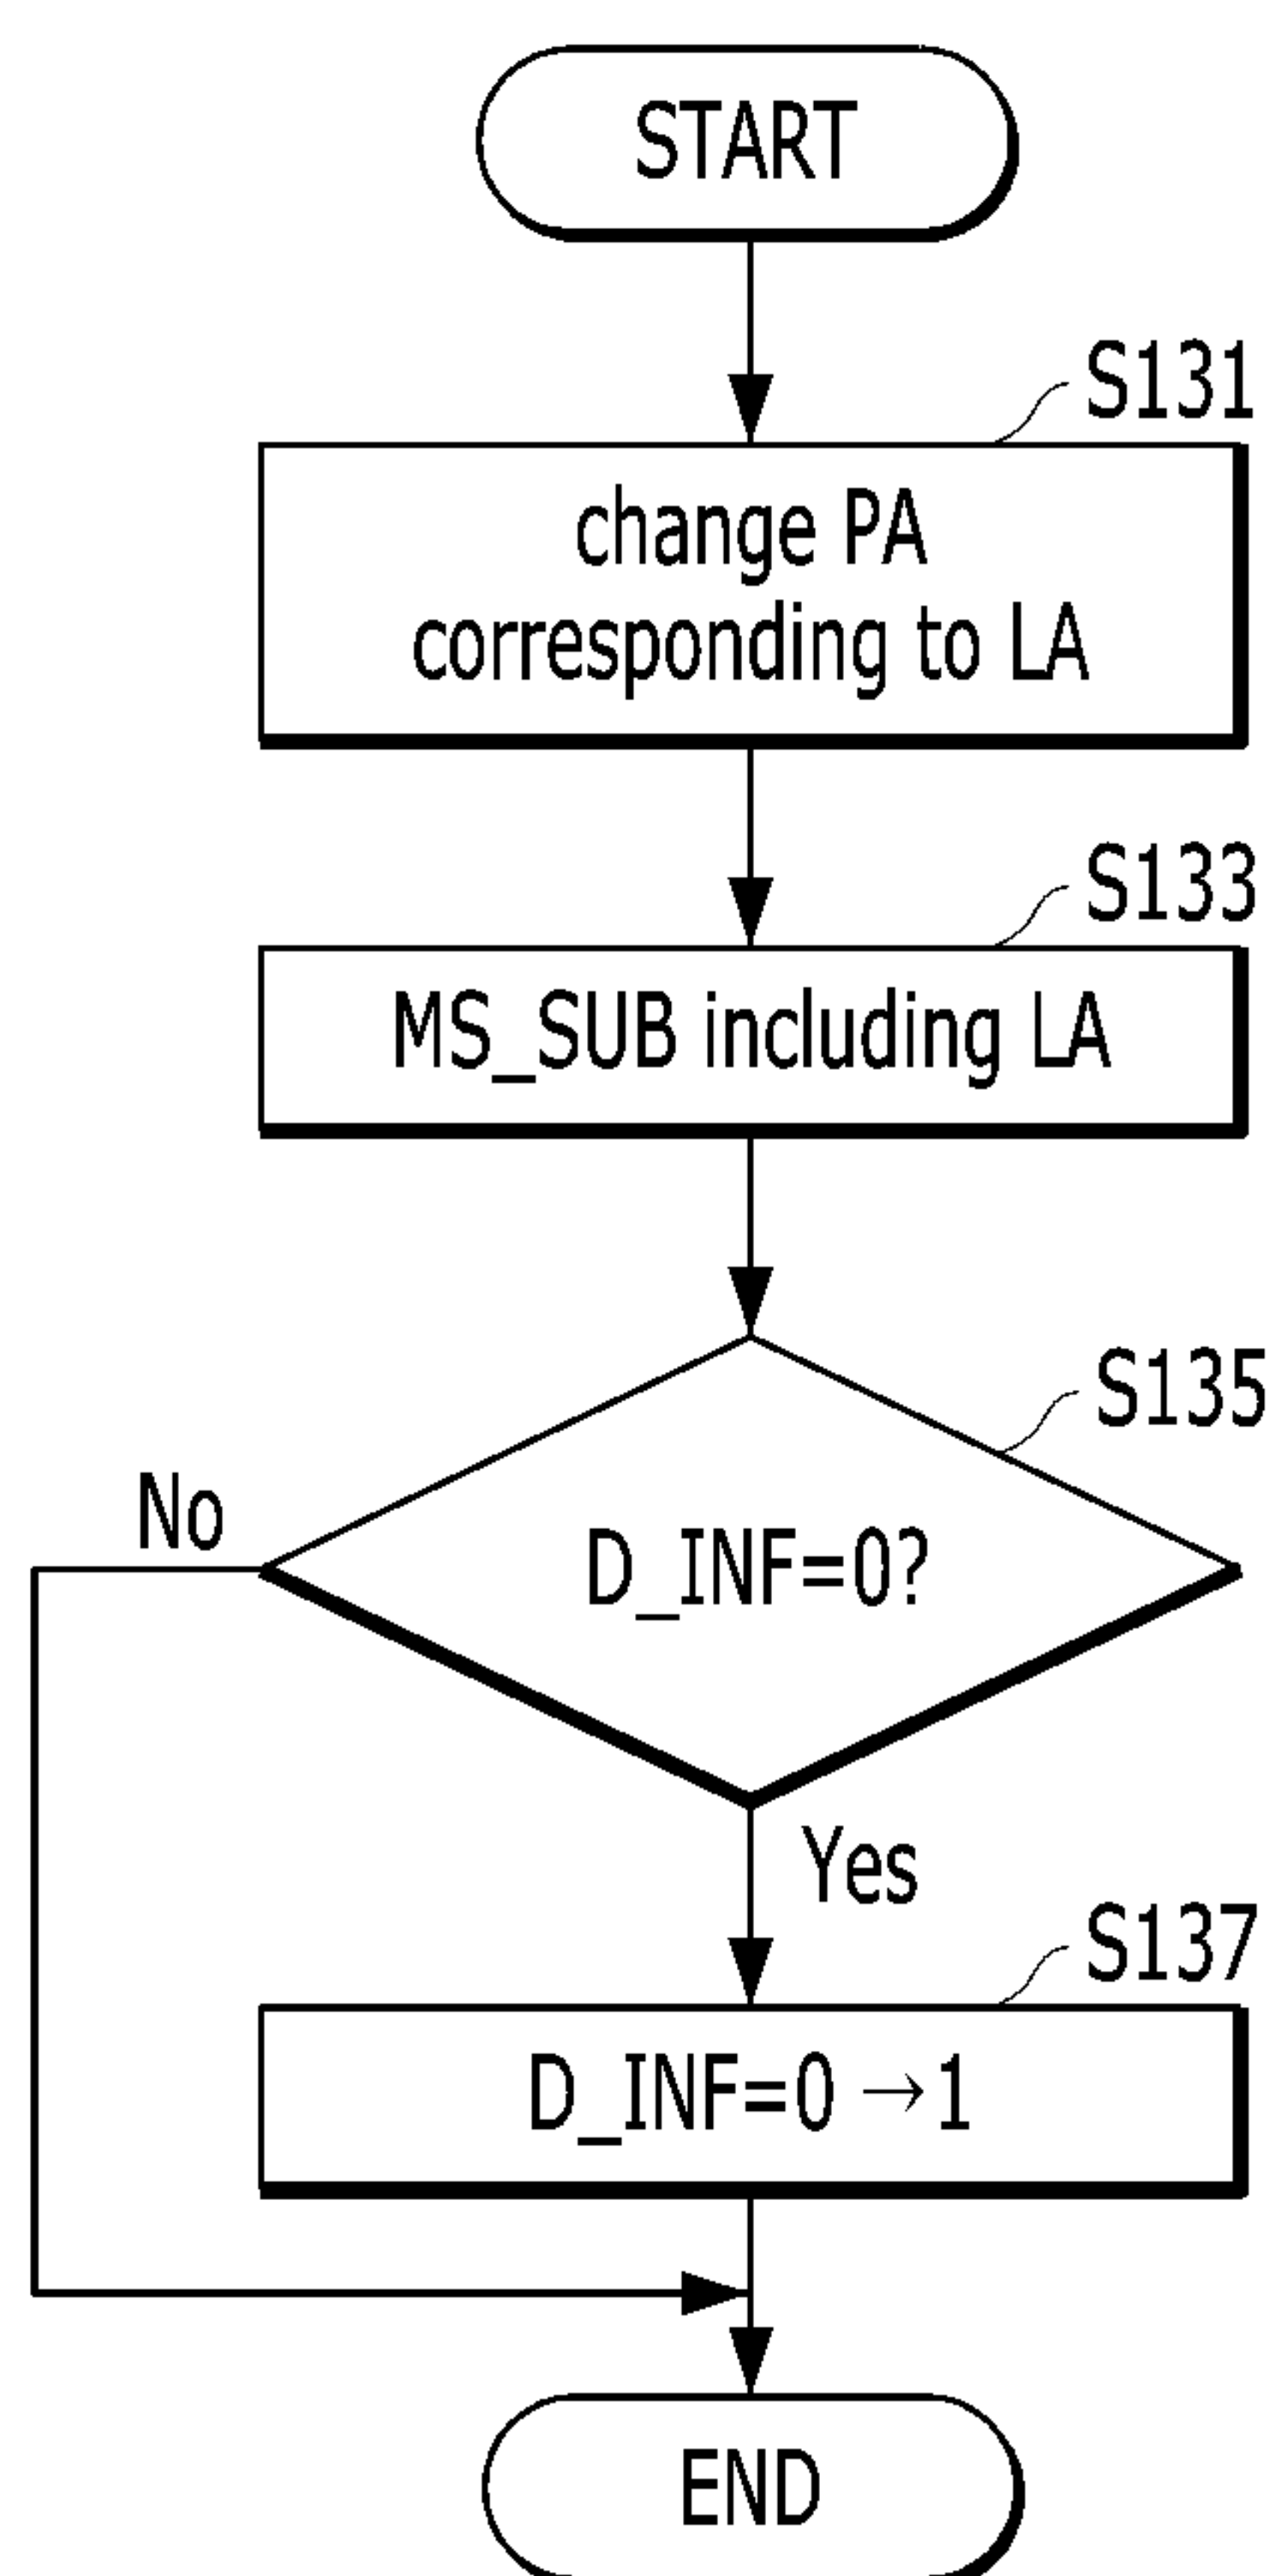 START
S131
change PA
corresponding to LA
S133
MS_SUB including LA
S135
No
D_INF=0?
Yes
S137
D_INF=0 →1
END